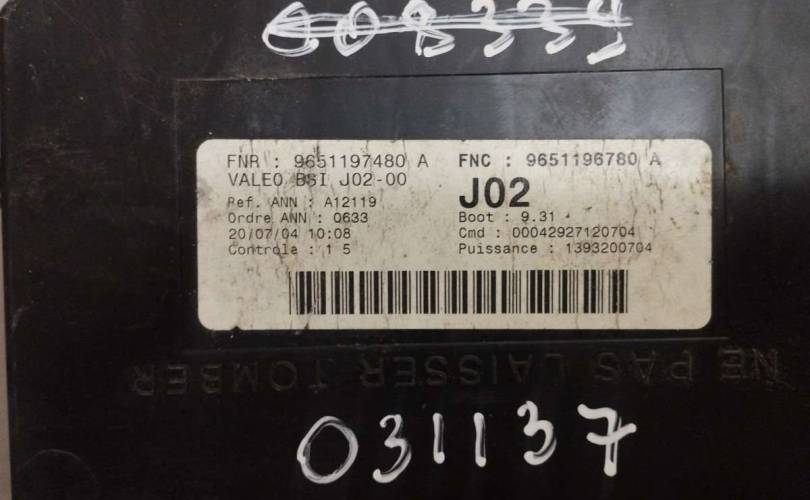 008339
FNR : 9651197480 A FNC : 9651196780 A
VALEO BSI J02-00 J02
Ref. ANN : A12119
Ordre ANN : 0633 Boot : 9.31
20/07/04 10:08 Cmd : 00042927120704
Controle : 1 5 Puissance : 1393200704
NE PAS LAISSER TOMBER
031137